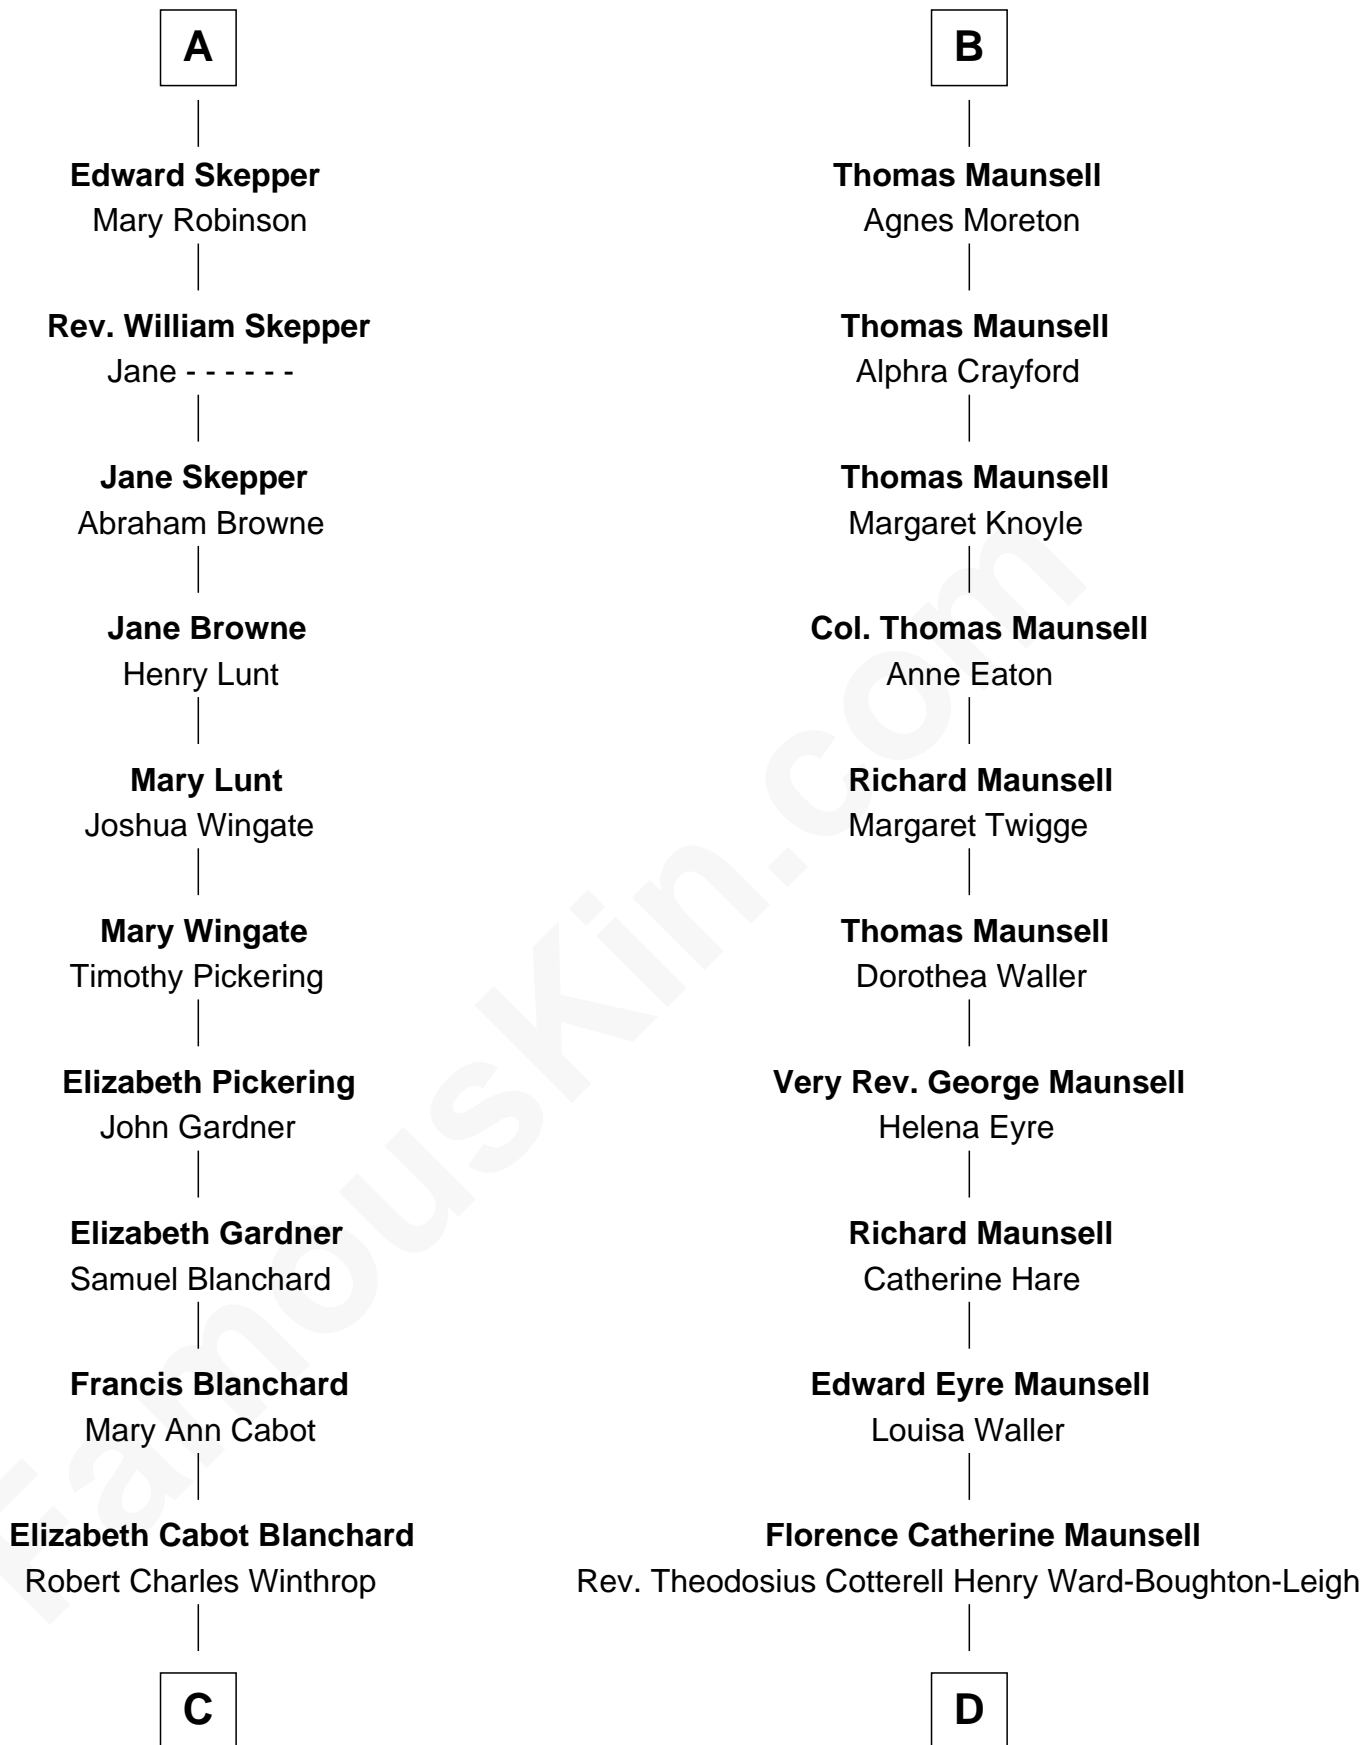 A
Edward Skepper
Mary Robinson
Rev. William Skepper
Jane - - - - - -
Jane Skepper
Abraham Browne
Jane Browne
Henry Lunt
Mary Lunt
Joshua Wingate
Mary Wingate
Timothy Pickering
Elizabeth Pickering
John Gardner
Elizabeth Gardner
Samuel Blanchard
Francis Blanchard
Mary Ann Cabot
Elizabeth Cabot Blanchard
Robert Charles Winthrop
C
B
Thomas Maunsell
Agnes Moreton
Thomas Maunsell
Alphra Crayford
Thomas Maunsell
Margaret Knoyle
Col. Thomas Maunsell
Anne Eaton
Richard Maunsell
Margaret Twigge
Thomas Maunsell
Dorothea Waller
Very Rev. George Maunsell
Helena Eyre
Richard Maunsell
Catherine Hare
Edward Eyre Maunsell
Louisa Waller
Florence Catherine Maunsell
Rev. Theodosius Cotterell Henry Ward-Boughton-Leigh
D
FamousKin.com